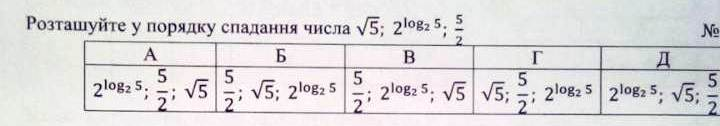 Розташуйте у порядку спадання числа √5; 2^{log₂ 5}; 5/2 №
А Б В Г Д
2^{log₂ 5}; 5/2; √5 5/2; √5; 2^{log₂ 5} 5/2; 2^{log₂ 5}; √5 √5; 5/2; 2^{log₂ 5} 2^{log₂ 5}; √5; 5/2